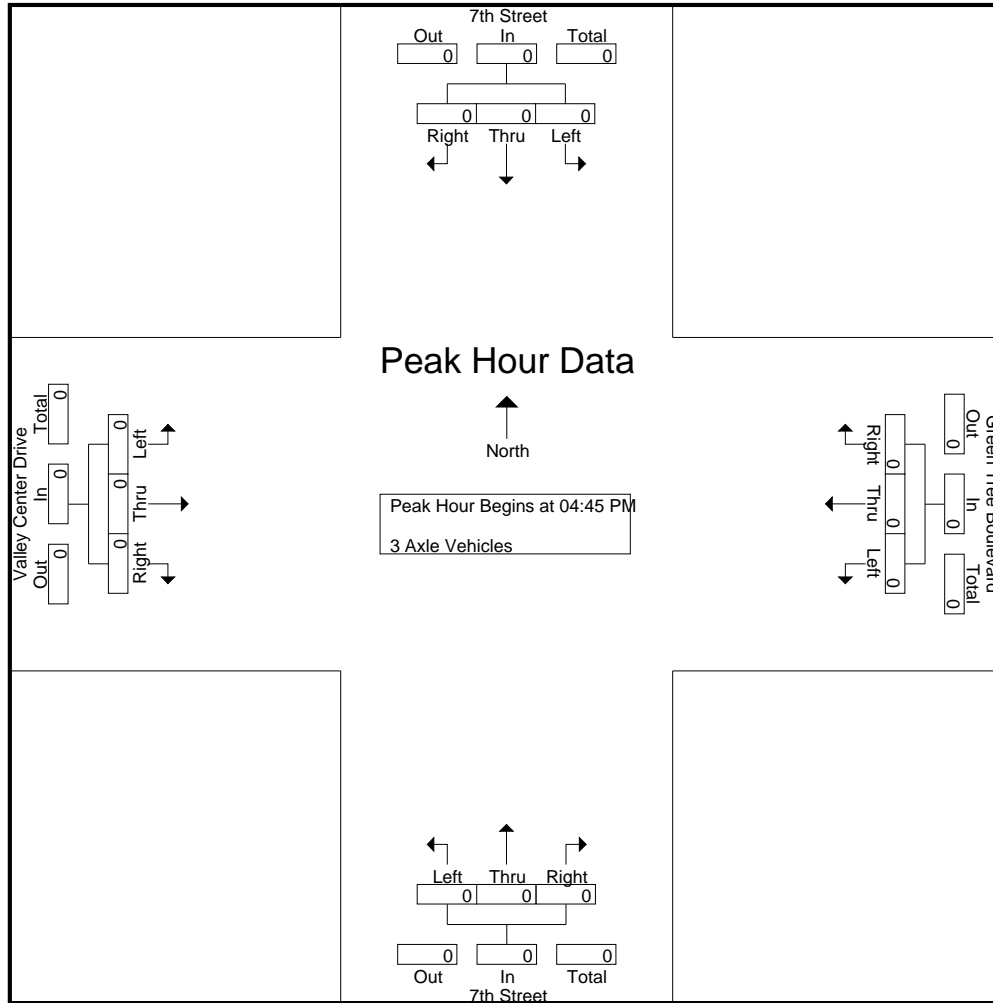 7th Street
Out In Total
0 0 0
0 0 0
Right Thru Left
Peak Hour Data
North
Peak Hour Begins at 04:45 PM
3 Axle Vehicles
Valley Center Drive
Total In Out
0 0 0
0 0 0
Left Thru Right
Right Thru Left
0 0 0
0 0 0
Out In Total
Green Tree Boulevard
Left Thru Right
0 0 0
0 0 0
Out In Total
7th Street